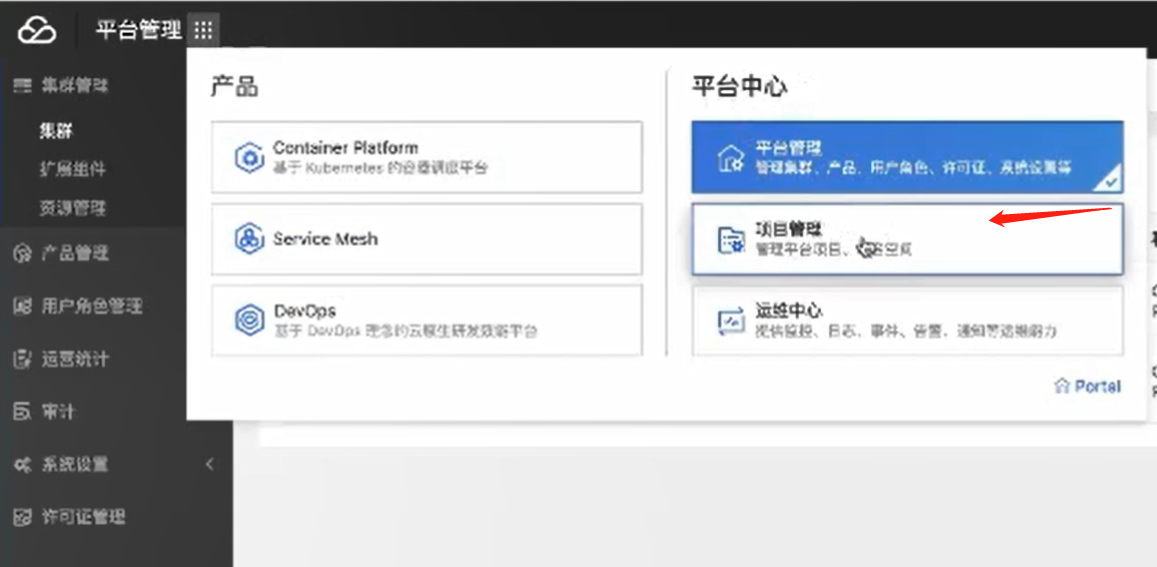 平台管理
集群管理
集群
扩展组件
资源管理
产品管理
用户角色管理
运营统计
审计
系统设置
许可证管理
产品
Container Platform
基于 Kubernetes 的容器调度平台
Service Mesh
DevOps
基于 DevOps 理念的云原生研发效能平台
平台中心
平台管理
管理集群、产品、用户角色、许可证、系统设置等
项目管理
管理平台项目、空间
运维中心
提供监控、日志、事件、告警、通知等运维能力
Portal